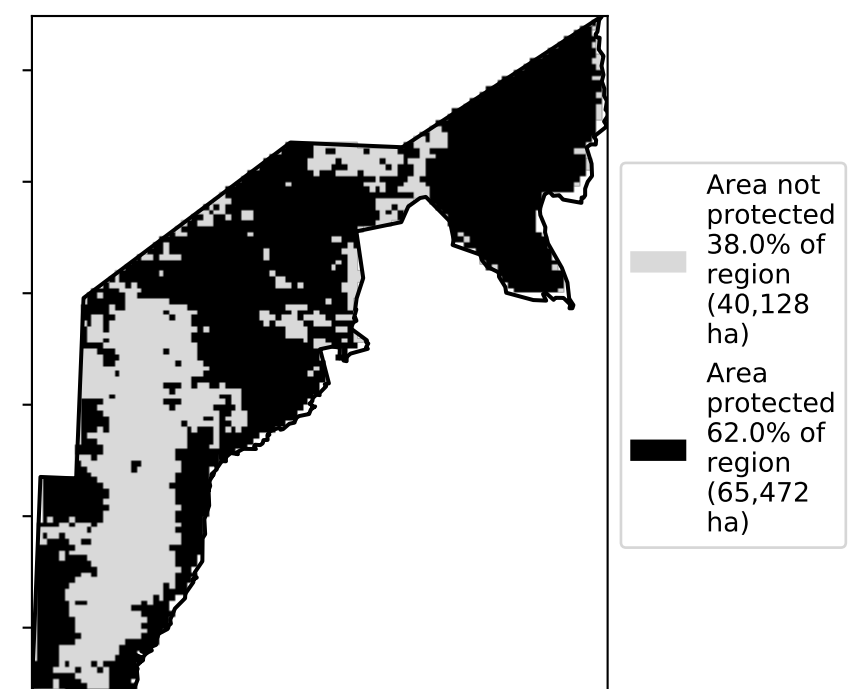 Area not
protected
38.0% of
region
(40,128
ha)
Area
protected
62.0% of
region
(65,472
ha)